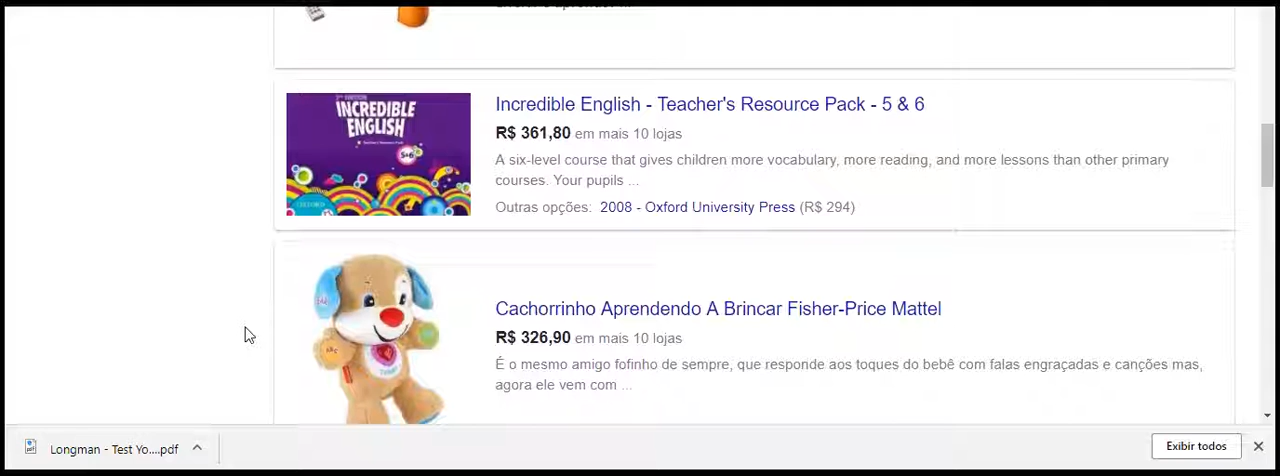 Incredible English - Teacher's Resource Pack - 5 & 6
INCREDIBLE
ENGLISH
5&6
OXFORD
R$ 361,80 em mais 10 lojas
A six-level course that gives children more vocabulary, more reading, and more lessons than other primary
courses. Your pupils ...
Outras opções: 2008 - Oxford University Press (R$ 294)
Cachorrinho Aprendendo A Brincar Fisher-Price Mattel
R$ 326,90 em mais 10 lojas
É o mesmo amigo fofinho de sempre, que responde aos toques do bebê com falas engraçadas e canções mas,
agora ele vem com ...
ABC
Longman - Test Yo....pdf
Exibir todos